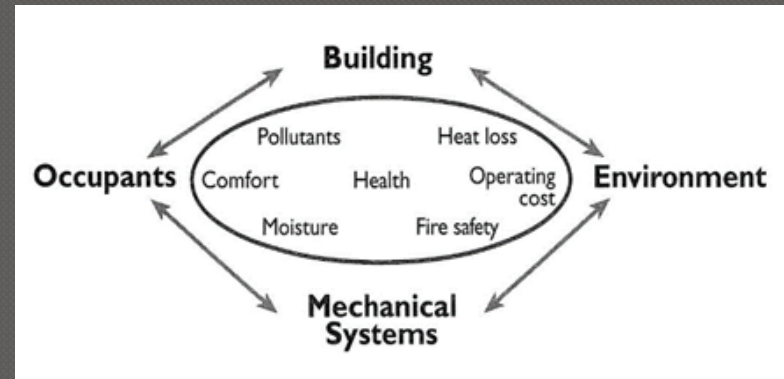 Building
Pollutants Heat loss
Occupants Comfort Health Operating cost Environment
Moisture Fire safety
Mechanical
Systems